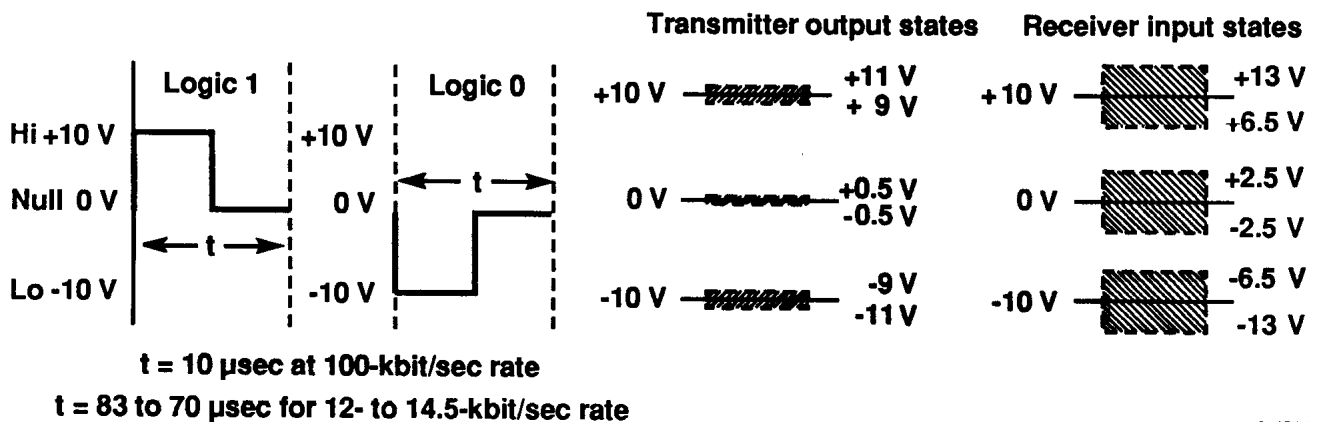 Transmitter output states
Receiver input states
Logic 1
Logic 0
Hi +10 V
Null 0 V
Lo -10 V
t
+10 V
0 V
-10 V
t
+10 V
+11 V
+ 9 V
0 V
+0.5 V
-0.5 V
-10 V
-9 V
-11 V
+10 V
+13 V
+6.5 V
0 V
+2.5 V
-2.5 V
-10 V
-6.5 V
-13 V
t = 10 µsec at 100-kbit/sec rate
t = 83 to 70 µsec for 12- to 14.5-kbit/sec rate